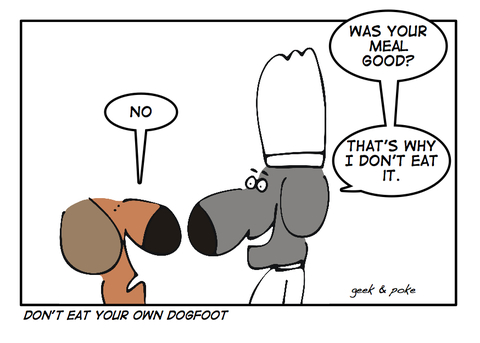 WAS YOUR
MEAL
GOOD?
NO
THAT'S WHY
I DON'T EAT
IT.
geek & poke
DON'T EAT YOUR OWN DOGFOOT